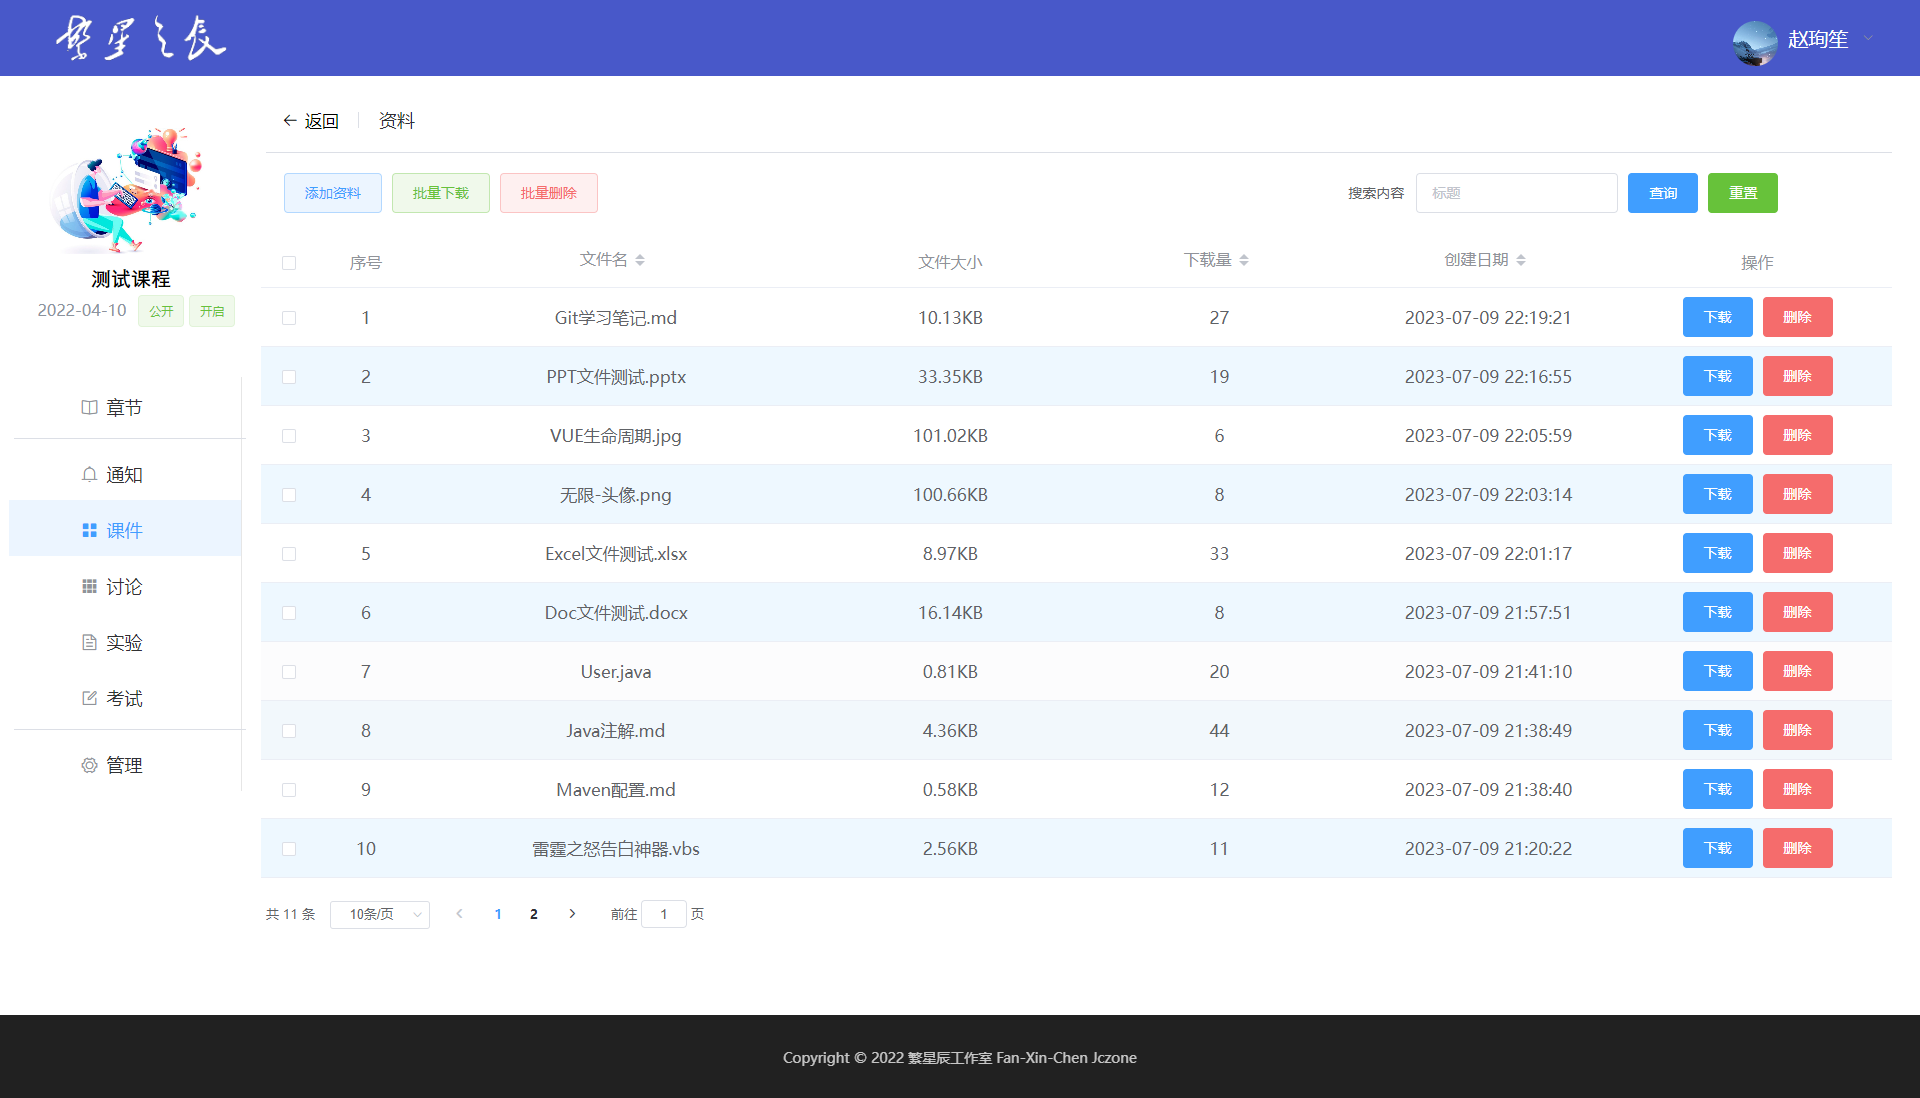 繁星之长
赵珣笙
测试课程
2022-04-10 公开 开启
章节
通知
课件
讨论
实验
考试
管理
返回 资料
添加资料 批量下载 批量删除 搜索内容 标题 查询 重置
序号 文件名 文件大小 下载量 创建日期 操作
1 Git学习笔记.md 10.13KB 27 2023-07-09 22:19:21 下载 删除
2 PPT文件测试.pptx 33.35KB 19 2023-07-09 22:16:55 下载 删除
3 VUE生命周期.jpg 101.02KB 6 2023-07-09 22:05:59 下载 删除
4 无限-头像.png 100.66KB 8 2023-07-09 22:03:14 下载 删除
5 Excel文件测试.xlsx 8.97KB 33 2023-07-09 22:01:17 下载 删除
6 Doc文件测试.docx 16.14KB 8 2023-07-09 21:57:51 下载 删除
7 User.java 0.81KB 20 2023-07-09 21:41:10 下载 删除
8 Java注解.md 4.36KB 44 2023-07-09 21:38:49 下载 删除
9 Maven配置.md 0.58KB 12 2023-07-09 21:38:40 下载 删除
10 雷霆之怒告白神器.vbs 2.56KB 11 2023-07-09 21:20:22 下载 删除
共 11 条 10条/页 1 2 前往 1 页
Copyright © 2022 繁星辰工作室 Fan-Xin-Chen Jczone